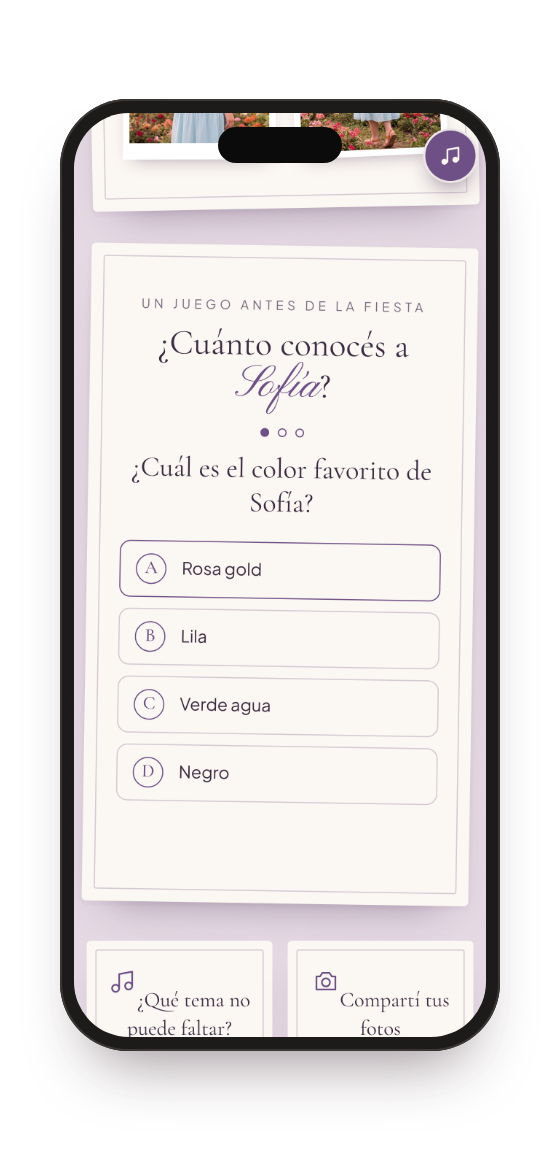 UN JUEGO ANTES DE LA FIESTA
¿Cuánto conocés a
Sofía?
¿Cuál es el color favorito de
Sofía?
A Rosa gold
B Lila
C Verde agua
D Negro
¿Qué tema no
puede faltar?
Compartí tus
fotos